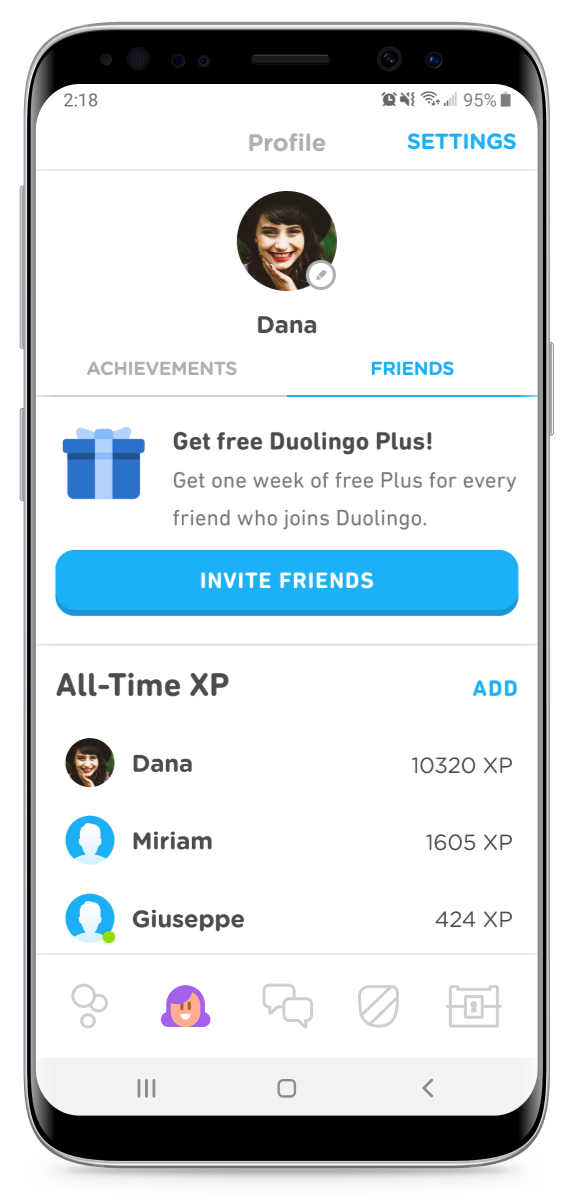 2:18 95%
Profile SETTINGS
Dana
ACHIEVEMENTS FRIENDS
Get free Duolingo Plus!
Get one week of free Plus for every
friend who joins Duolingo.
INVITE FRIENDS
All-Time XP ADD
Dana 10320 XP
Miriam 1605 XP
Giuseppe 424 XP